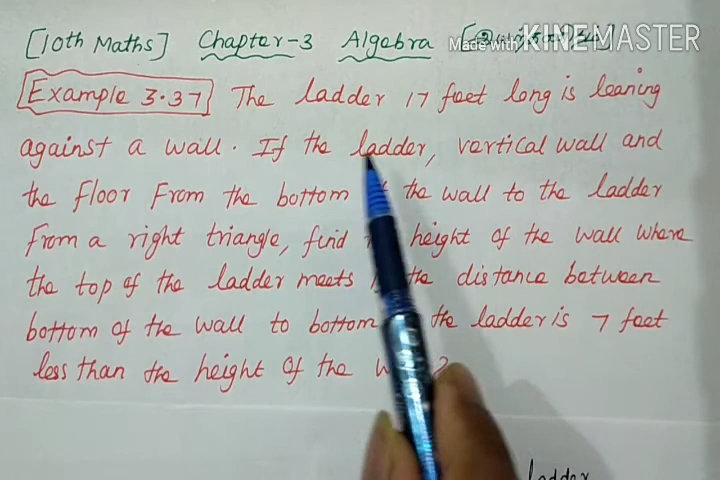 [10th Maths] Chapter-3 Algebra [
Made with KINEMASTER
Example 3.37 The ladder 17 feet long is leaning
against a wall. If the ladder, vertical wall and
the floor From the bottom the wall to the ladder
From a right triangle, find height of the wall where
the top of the ladder meets the distance between
bottom of the wall to bottom the ladder is 7 feet
less than the height of the ?
ladder